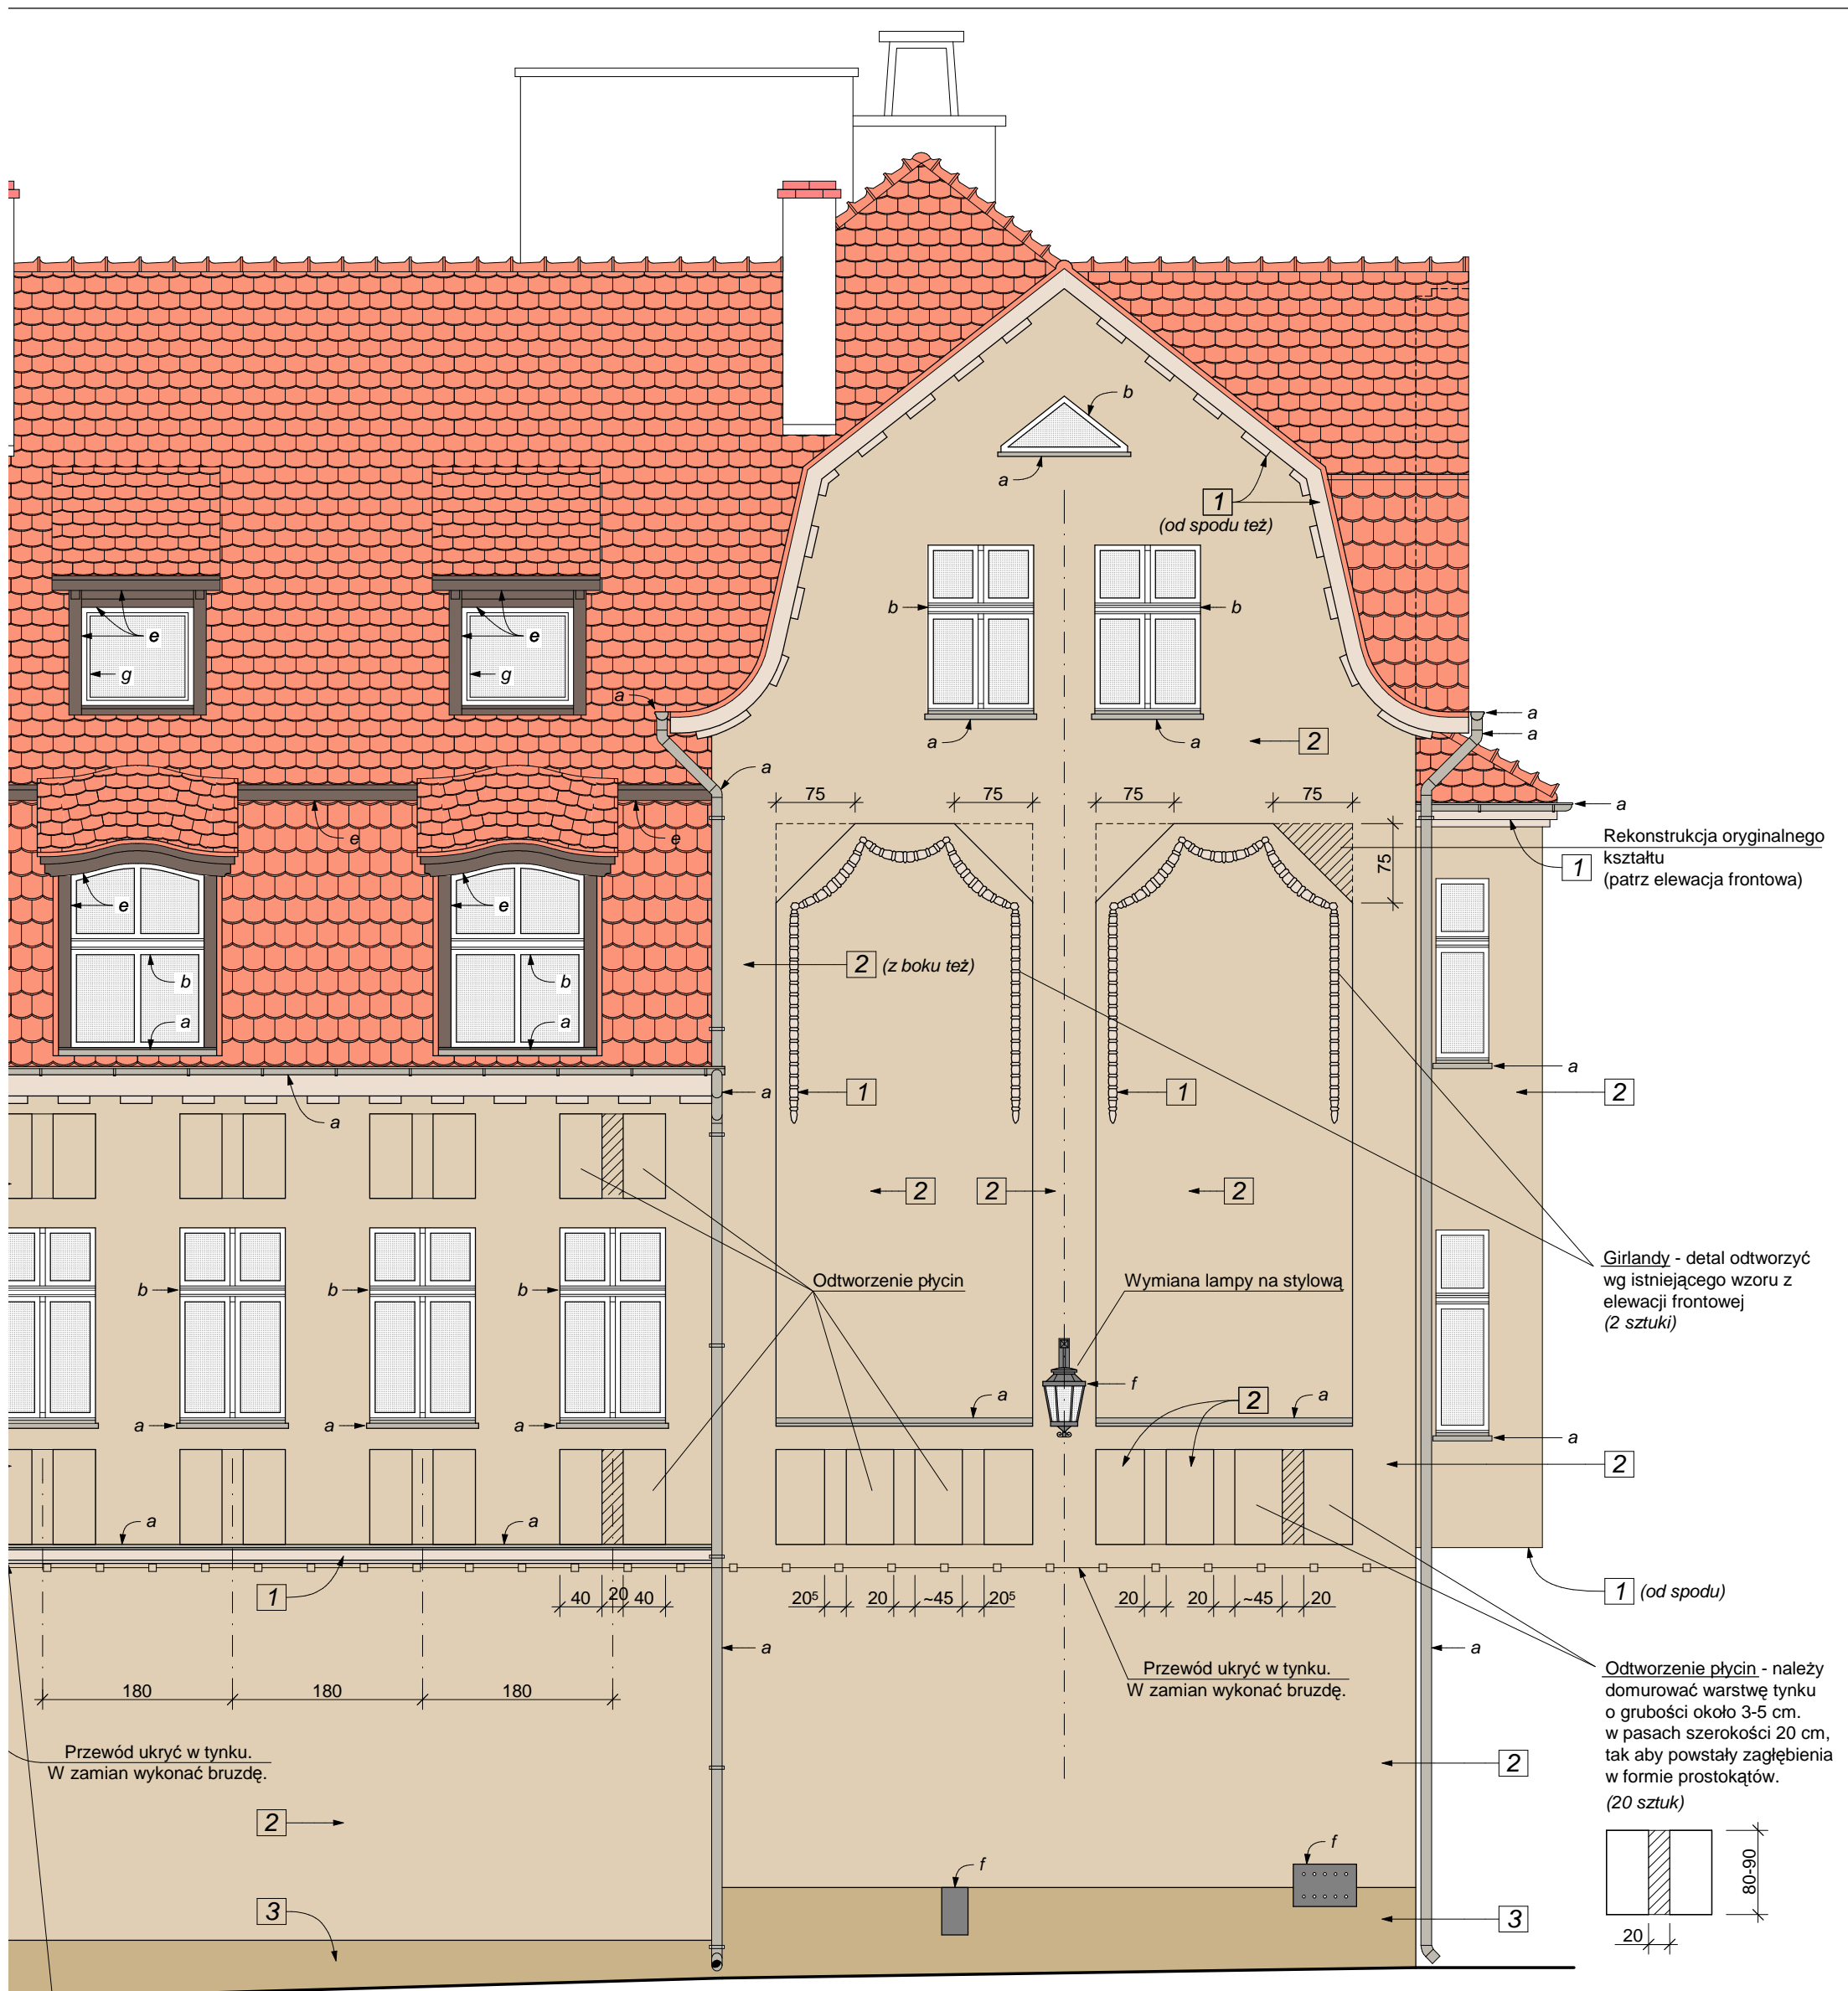 b
a
1
(od spodu też)
b
b
e
e
g
g
a
a
a
a
a
2
a
75
75
75
75
a
e
e
Rekonstrukcja oryginalnego
kształtu
(patrz elewacja frontowa)
1
75
e
e
2 (z boku też)
b
b
a
a
a
a
1
1
2
a
2
2
2
Girlandy - detal odtworzyć
wg istniejącego wzoru z
elewacji frontowej
(2 sztuki)
Odtworzenie płycin
Wymiana lampy na stylową
b
b
b
f
a
a
2
a
a
a
a
2
a
a
1
1 (od spodu)
40
20
40
20⁵
20
~45
20⁵
20
20
~45
20
a
a
Przewód ukryć w tynku.
W zamian wykonać bruzdę.
180
180
180
Odtworzenie płycin - należy
domurować warstwę tynku
o grubości około 3-5 cm.
w pasach szerokości 20 cm,
tak aby powstały zagłębienia
w formie prostokątów.
(20 sztuk)
Przewód ukryć w tynku.
W zamian wykonać bruzdę.
2
2
f
f
80-90
3
3
20